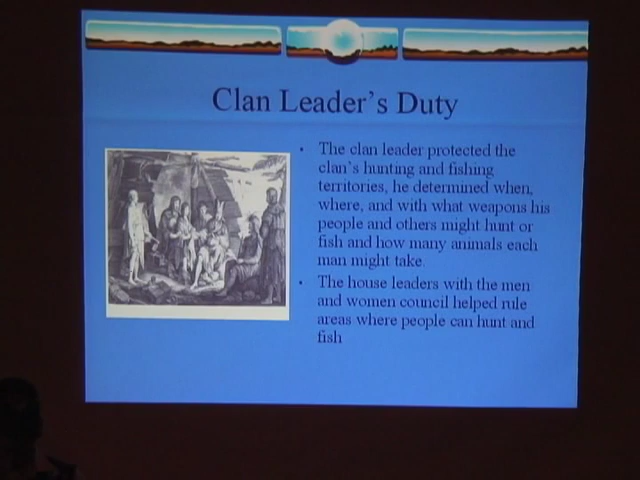 Clan Leader's Duty
• The clan leader protected the
clan's hunting and fishing
territories, he determined when,
where, and with what weapons his
people and others might hunt or
fish and how many animals each
man might take.
• The house leaders with the men
and women council helped rule
areas where people can hunt and
fish